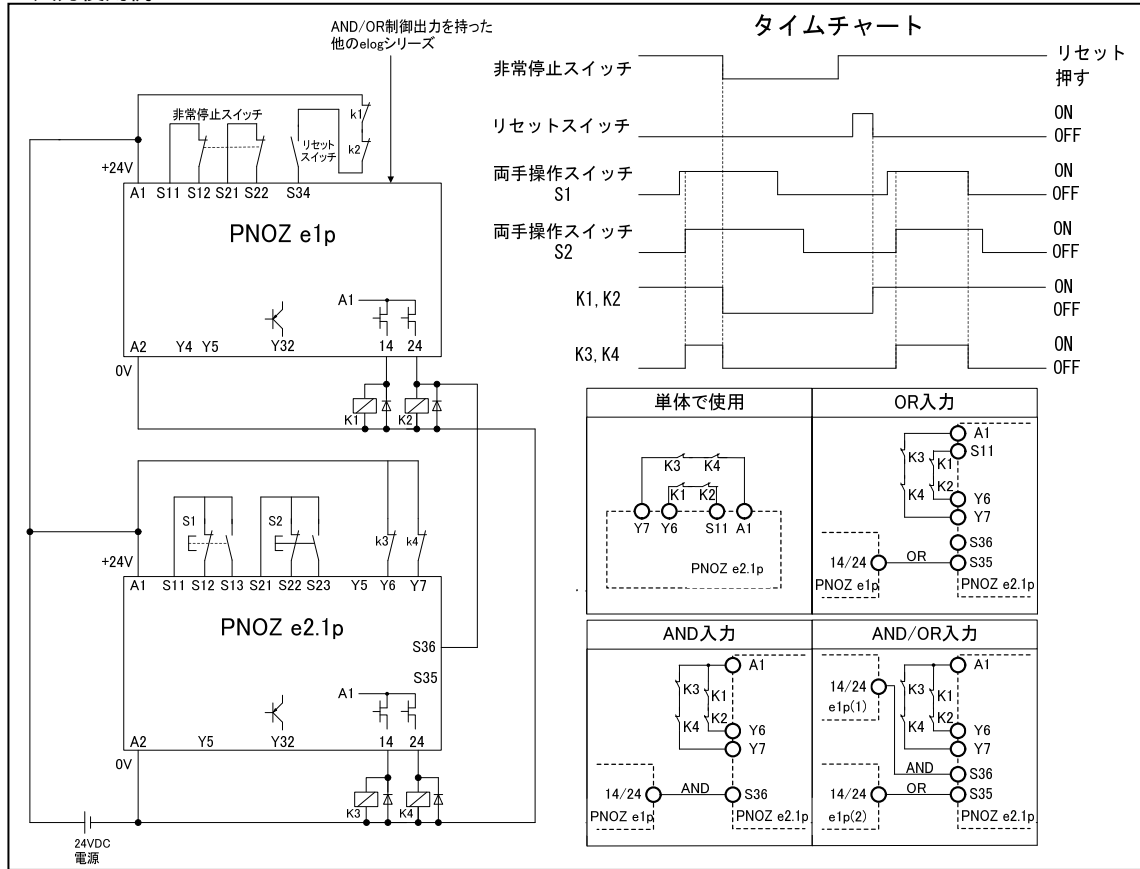 AND/OR制御出力を持った
他のelogシリーズ
非常停止スイッチ
リセット
スイッチ
k1
k2
+24V
A1 S11 S12 S21 S22 S34
PNOZ e1p
A1
A2 Y4 Y5 Y32 14 24
0V
K1 K2
S1 S2 k3 k4
+24V
A1 S11 S12 S13 S21 S22 S23 Y5 Y6 Y7
PNOZ e2.1p
S36
S35
A1
A2 Y5 Y32 14 24
0V
K3 K4
24VDC
電源
タイムチャート
非常停止スイッチ
リセット
押す
リセットスイッチ
ON
OFF
両手操作スイッチ
S1
ON
OFF
両手操作スイッチ
S2
ON
OFF
K1, K2
ON
OFF
K3, K4
ON
OFF
単体で使用
K3 K4
K1 K2
Y7 Y6 S11 A1
PNOZ e2.1p
OR入力
A1
S11
K3 K1
K4 K2
Y6
Y7
S36
14/24 OR S35
PNOZ e1p PNOZ e2.1p
AND入力
A1
K3 K1
K4 K2
Y6
Y7
14/24 AND S36
PNOZ e1p PNOZ e2.1p
AND/OR入力
A1
14/24 K3 K1
e1p(1)
K4 K2
Y6
Y7
AND S36
14/24 OR S35
e1p(2) PNOZ e2.1p